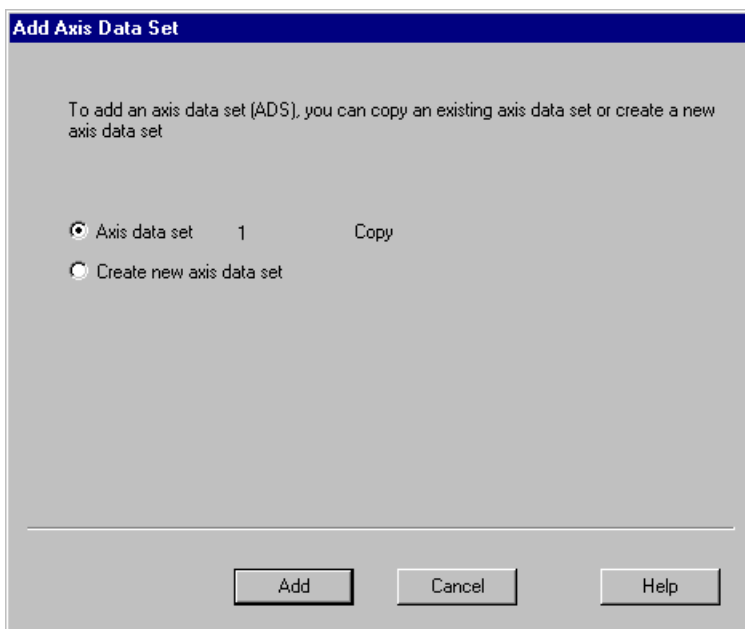 Add Axis Data Set
To add an axis data set (ADS), you can copy an existing axis data set or create a new
axis data set
Axis data set 1 Copy
Create new axis data set
Add Cancel Help